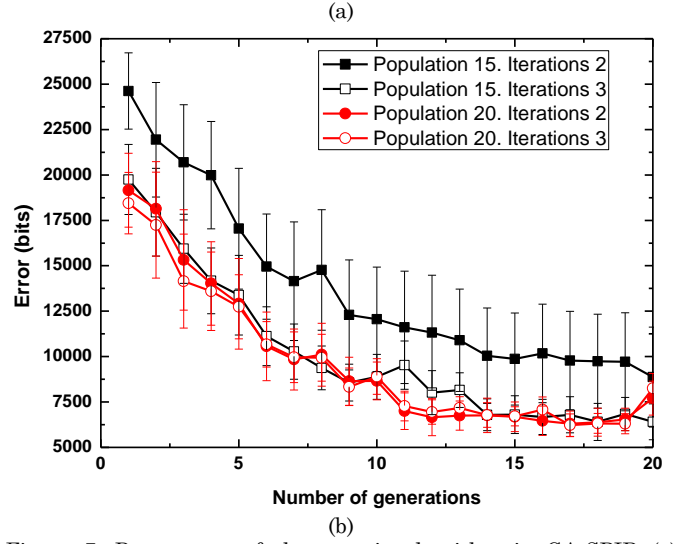 (a)
27500
25000
22500
20000
17500
15000
12500
10000
7500
5000
Error (bits)
Population 15. Iterations 2
Population 15. Iterations 3
Population 20. Iterations 2
Population 20. Iterations 3
0 5 10 15 20
Number of generations
(b)